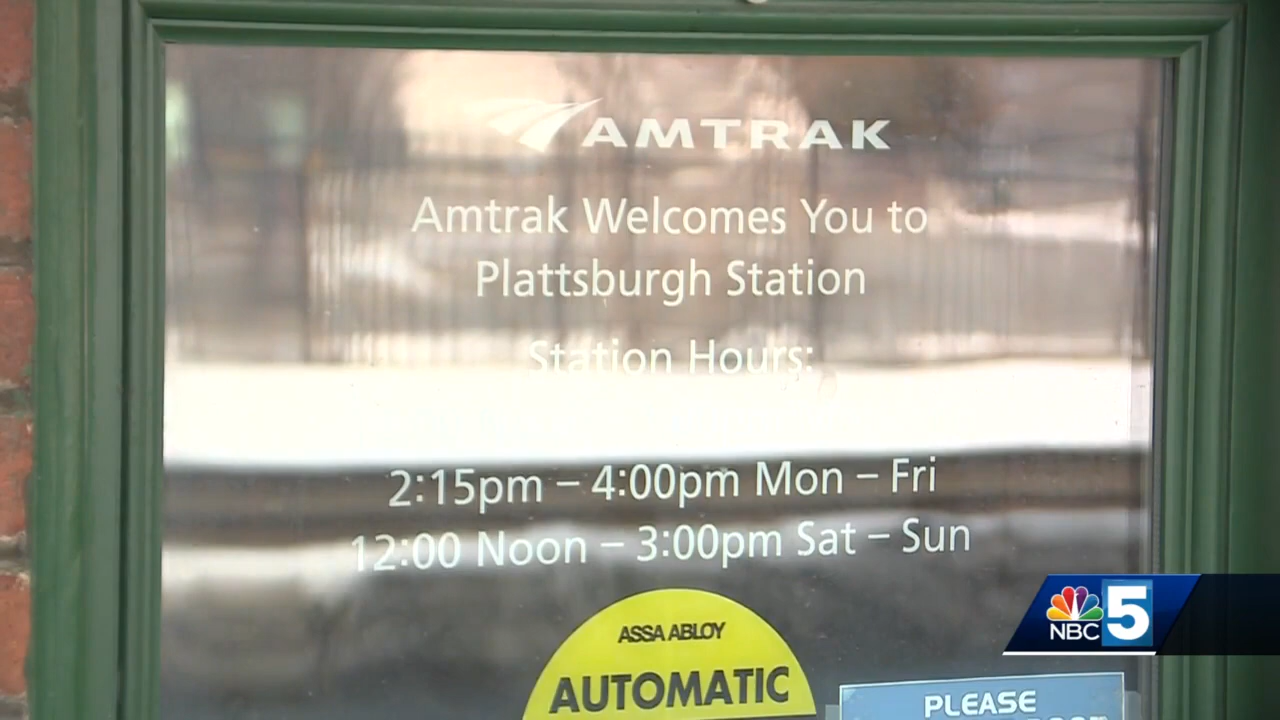 AMTRAK
Amtrak Welcomes You to
Plattsburgh Station
Station Hours:
2:15pm – 4:00pm Mon – Fri
12:00 Noon – 3:00pm Sat – Sun
ASSA ABLOY
AUTOMATIC
PLEASE
NBC 5